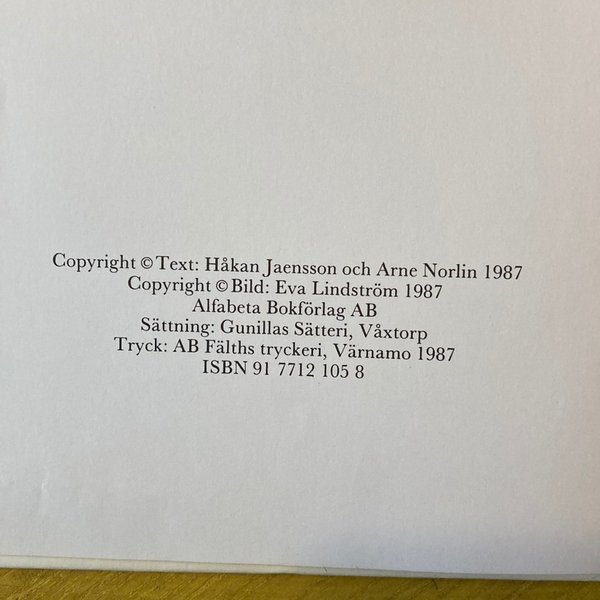 Copyright © Text: Håkan Jaensson och Arne Norlin 1987
Copyright © Bild: Eva Lindström 1987
Alfabeta Bokförlag AB
Sättning: Gunillas Sätteri, Våxtorp
Tryck: AB Fälths tryckeri, Värnamo 1987
ISBN 91 7712 105 8